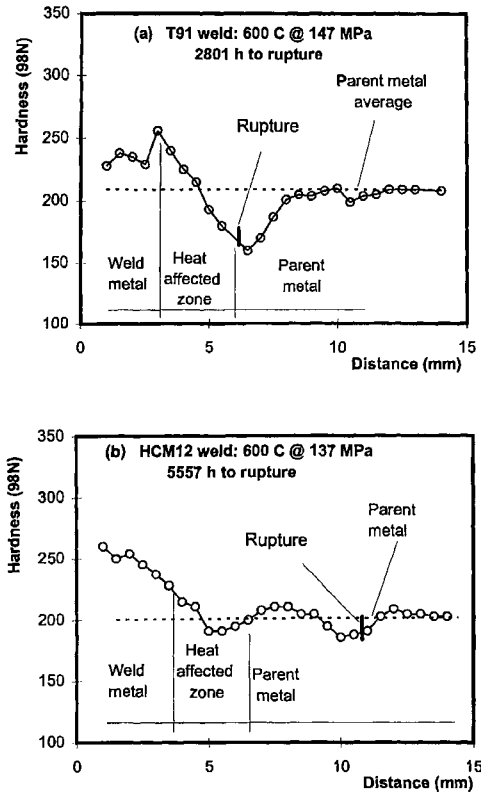 (a) T91 weld: 600 C @ 147 MPa
2801 h to rupture
Hardness (98N)
350
300
250
200
150
100
Parent metal
average
Rupture
Weld
metal
Heat
affected
zone
Parent
metal
0
5
10
15
Distance (mm)
(b) HCM12 weld: 600 C @ 137 MPa
5557 h to rupture
Hardness (98N)
350
300
250
200
150
100
Parent
metal
Rupture
Weld
metal
Heat
affected
zone
Parent
metal
0
5
10
15
Distance (mm)